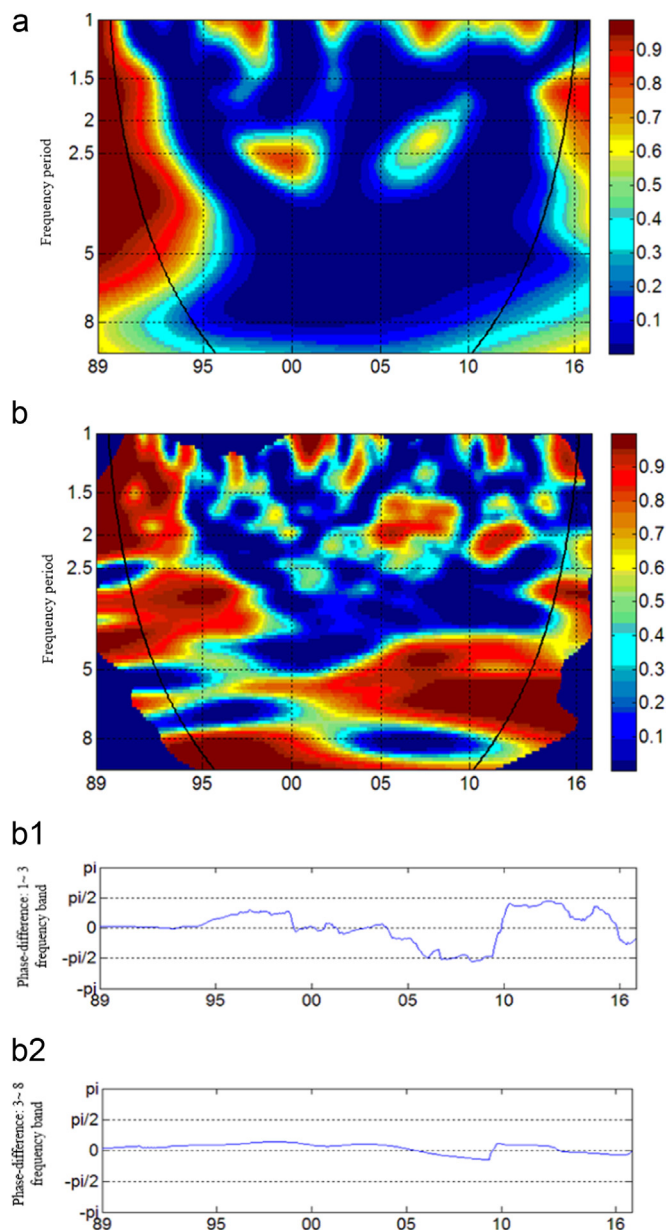 a
1
1.5
2
2.5
5
8
Frequency period
89 95 00 05 10 16
0.9
0.8
0.7
0.6
0.5
0.4
0.3
0.2
0.1
b
1
1.5
2
2.5
5
8
Frequency period
89 95 00 05 10 16
0.9
0.8
0.7
0.6
0.5
0.4
0.3
0.2
0.1
b1
Phase-difference: 1~ 3
frequency band
pi
pi/2
0
-pi/2
-pi
89 95 00 05 10 16
b2
Phase-difference: 3~ 8
frequency band
pi
pi/2
0
-pi/2
-pi
89 95 00 05 10 16